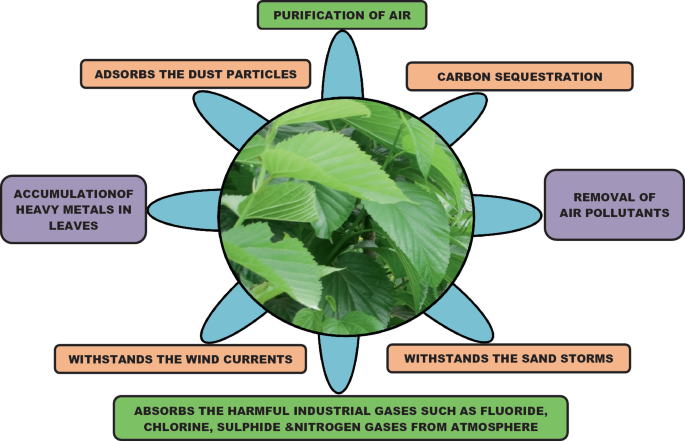 PURIFICATION OF AIR
ADSORBS THE DUST PARTICLES
CARBON SEQUESTRATION
ACCUMULATIONOF
HEAVY METALS IN
LEAVES
REMOVAL OF
AIR POLLUTANTS
WITHSTANDS THE WIND CURRENTS
WITHSTANDS THE SAND STORMS
ABSORBS THE HARMFUL INDUSTRIAL GASES SUCH AS FLUORIDE,
CHLORINE, SULPHIDE &NITROGEN GASES FROM ATMOSPHERE